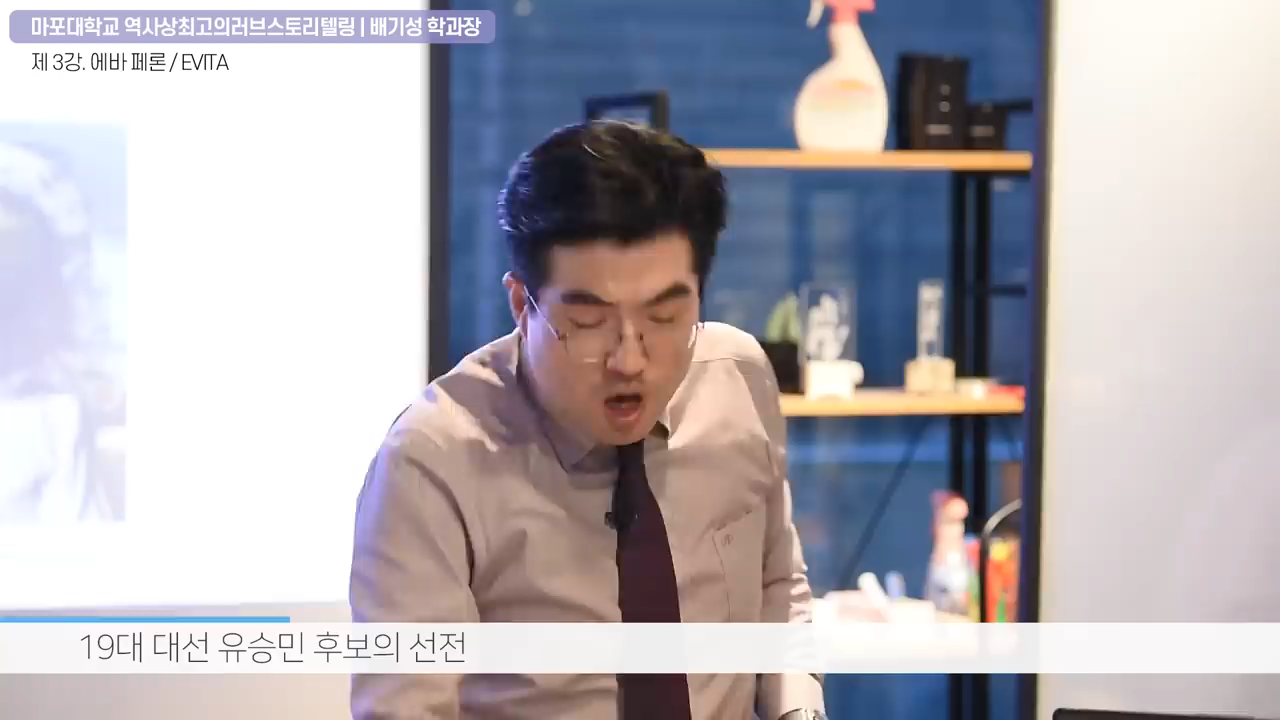 마포대학교 역사상최고의러브스토리텔링 | 배기성 학과장
제 3강. 에바 페론 / EVITA
19대 대선 유승민 후보의 선전